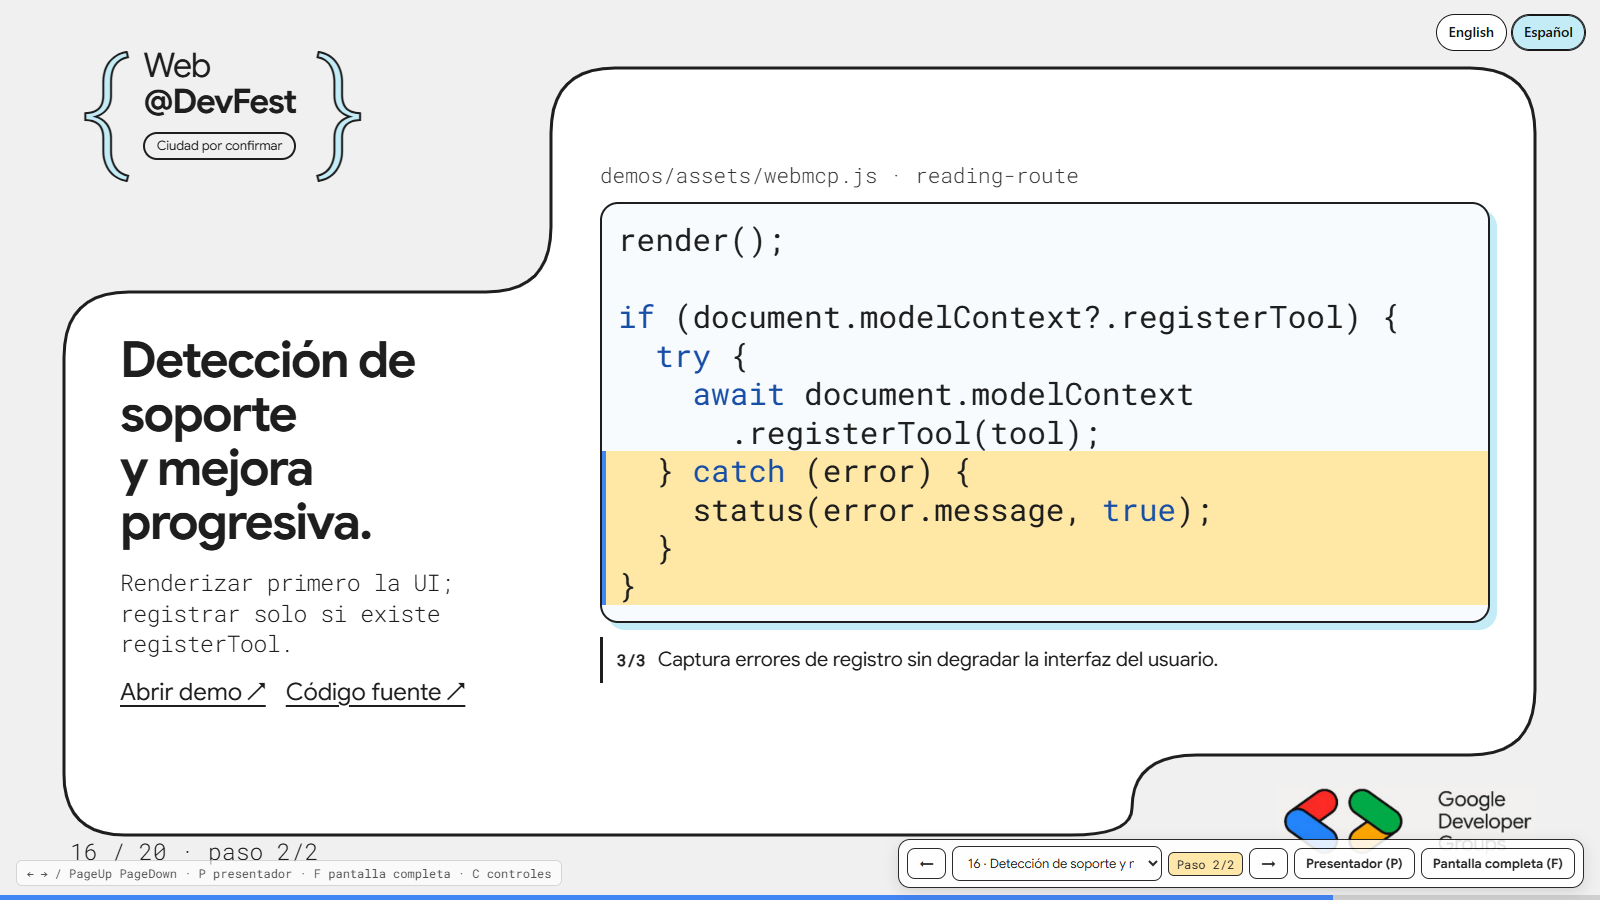 English
Español
Web
@DevFest
Ciudad por confirmar
demos/assets/webmcp.js · reading-route
render();
if (document.modelContext?.registerTool) {
try {
await document.modelContext
.registerTool(tool);
} catch (error) {
status(error.message, true);
}
}
3/3 Captura errores de registro sin degradar la interfaz del usuario.
Detección de
soporte
y mejora
progresiva.
Renderizar primero la UI;
registrar solo si existe
registerTool.
Abrir demo ↗ Código fuente ↗
Google
Developer
Groups
16 / 20 · paso 2/2
← → / PageUp PageDown · P presentador · F pantalla completa · C controles
← 16 · Detección de soporte y r Paso 2/2 → Presentador (P) Pantalla completa (F)